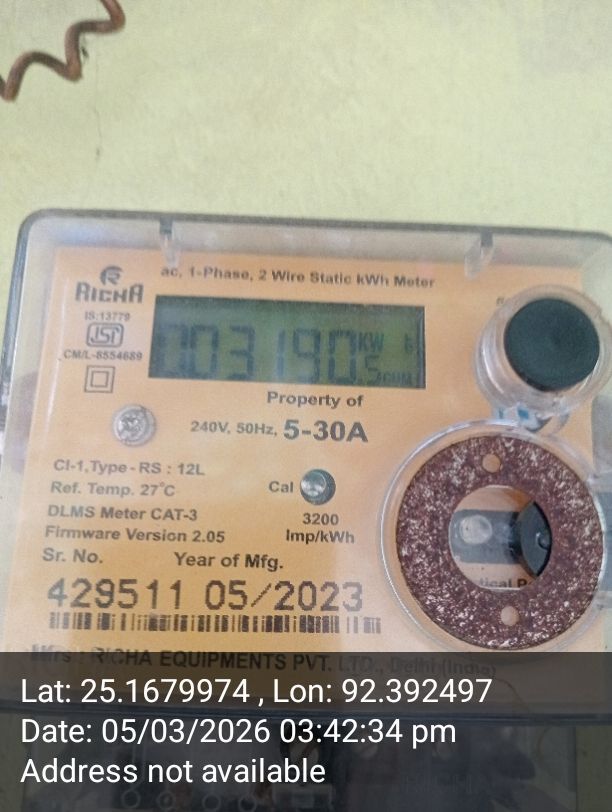 ac, 1-Phase, 2 Wire Static kWh Meter
RICHA
IS:13779
ISI
CM/L-8554689
003190.5 KW CUM
Property of
240V, 50Hz, 5-30A
Cl-1,Type - RS : 12L
Ref. Temp. 27°C
Cal
DLMS Meter CAT-3
3200
Firmware Version 2.05
Imp/kWh
Sr. No. Year of Mfg.
429511 05/2023
RICHA EQUIPMENTS PVT. LTD., Delhi (India)
Lat: 25.1679974 , Lon: 92.392497
Date: 05/03/2026 03:42:34 pm
Address not available